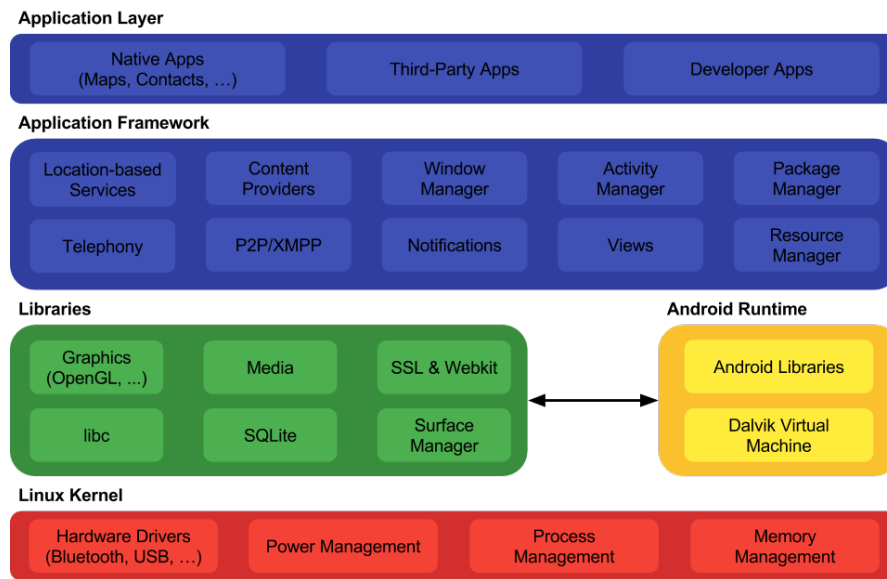 Application Layer
Native Apps
(Maps, Contacts, …)
Third-Party Apps
Developer Apps
Application Framework
Location-based
Services
Content
Providers
Window
Manager
Activity
Manager
Package
Manager
Telephony
P2P/XMPP
Notifications
Views
Resource
Manager
Libraries
Graphics
(OpenGL, ...)
Media
SSL & Webkit
libc
SQLite
Surface
Manager
Android Runtime
Android Libraries
Dalvik Virtual
Machine
Linux Kernel
Hardware Drivers
(Bluetooth, USB, …)
Power Management
Process
Management
Memory
Management